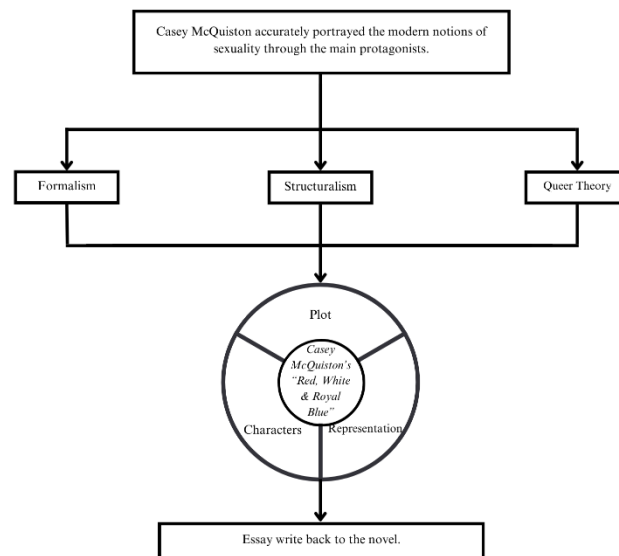 Casey McQuiston accurately portrayed the modern notions of
sexuality through the main protagonists.
Formalism
Structuralism
Queer Theory
Plot
Casey
McQuiston's
“Red, White
& Royal
Blue”
Characters
Representation
Essay write back to the novel.